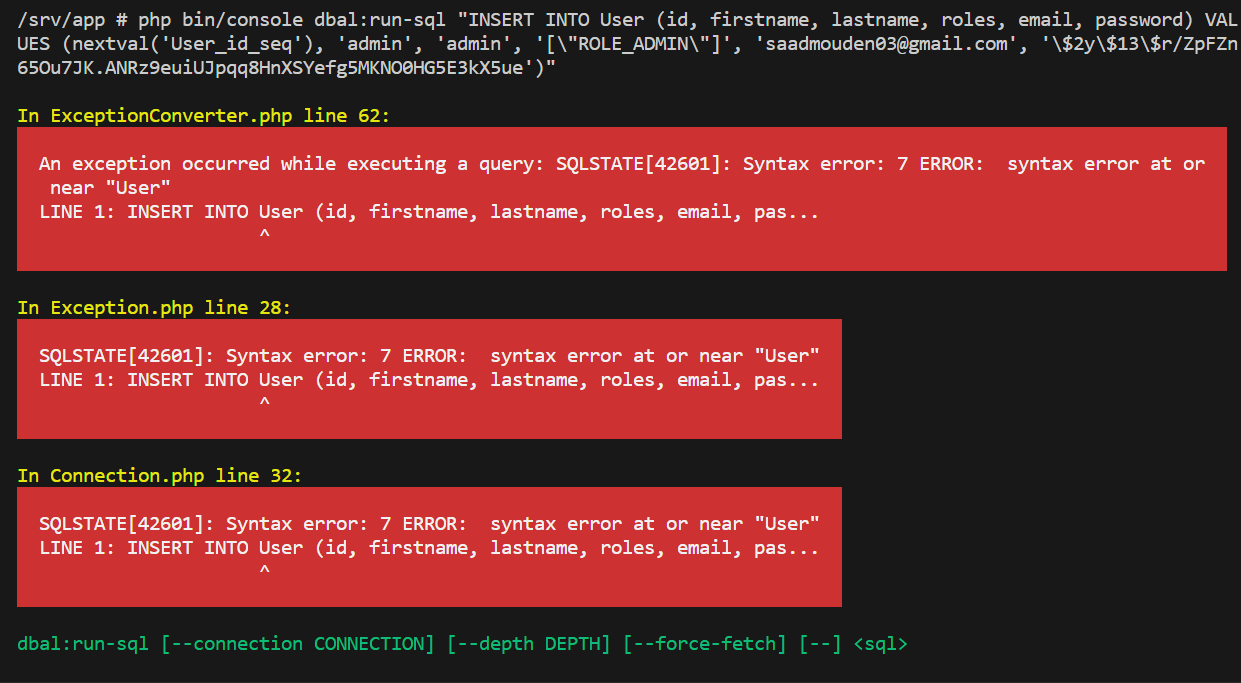 /srv/app # php bin/console dbal:run-sql "INSERT INTO User (id, firstname, lastname, roles, email, password) VAL
UES (nextval('User_id_seq'), 'admin', 'admin', '[\"ROLE_ADMIN\"]', 'saadmouden03@gmail.com', '\$2y\$13\$r/ZpFZn
65Ou7JK.ANRz9euiUJpqq8HnXSYefg5MKNO0HG5E3kX5ue')"
In ExceptionConverter.php line 62:
An exception occurred while executing a query: SQLSTATE[42601]: Syntax error: 7 ERROR:  syntax error at or
near "User"
LINE 1: INSERT INTO User (id, firstname, lastname, roles, email, pas...
^
In Exception.php line 28:
SQLSTATE[42601]: Syntax error: 7 ERROR:  syntax error at or near "User"
LINE 1: INSERT INTO User (id, firstname, lastname, roles, email, pas...
^
In Connection.php line 32:
SQLSTATE[42601]: Syntax error: 7 ERROR:  syntax error at or near "User"
LINE 1: INSERT INTO User (id, firstname, lastname, roles, email, pas...
^
dbal:run-sql [--connection CONNECTION] [--depth DEPTH] [--force-fetch] [--] <sql>